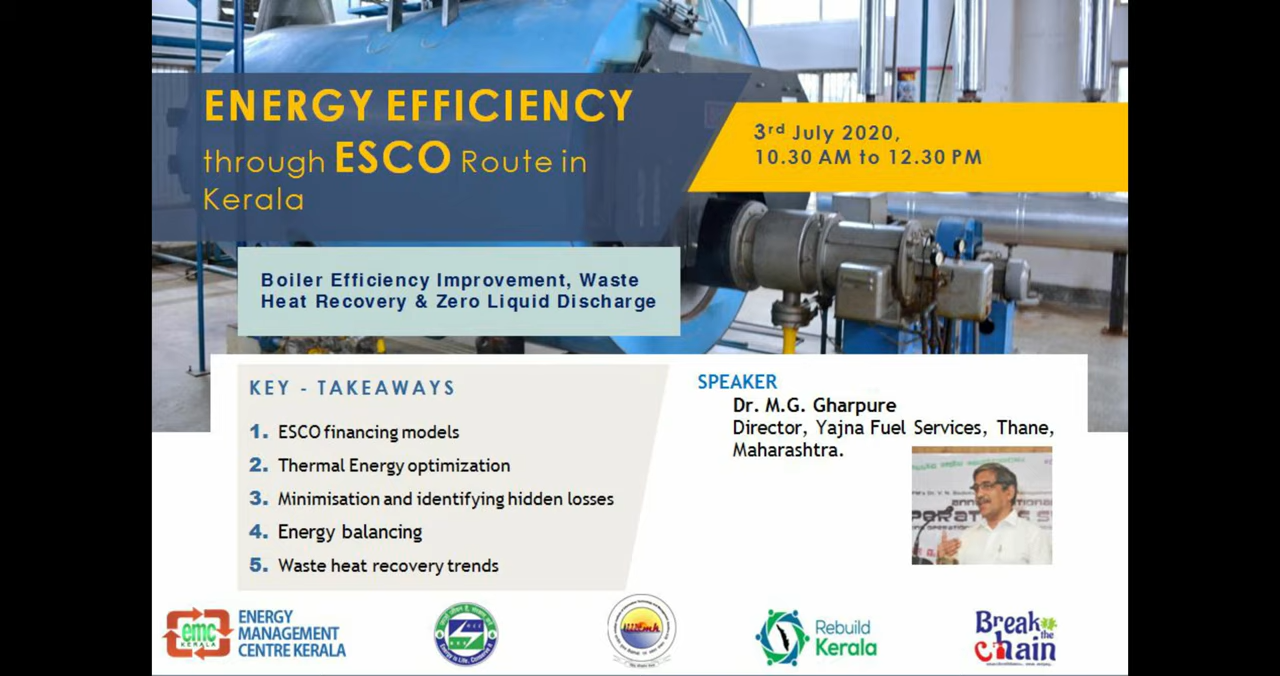 ENERGY EFFICIENCY
through ESCO Route in
Kerala
3rd July 2020,
10.30 AM to 12.30 PM
Boiler Efficiency Improvement, Waste
Heat Recovery & Zero Liquid Discharge
KEY - TAKEAWAYS
1. ESCO financing models
2. Thermal Energy optimization
3. Minimisation and identifying hidden losses
4. Energy balancing
5. Waste heat recovery trends
SPEAKER
Dr. M.G. Gharpure
Director, Yajna Fuel Services, Thane,
Maharashtra.
emc
KERALA
ENERGY
MANAGEMENT
CENTRE KERALA
Rebuild
Kerala
Break
the
chain